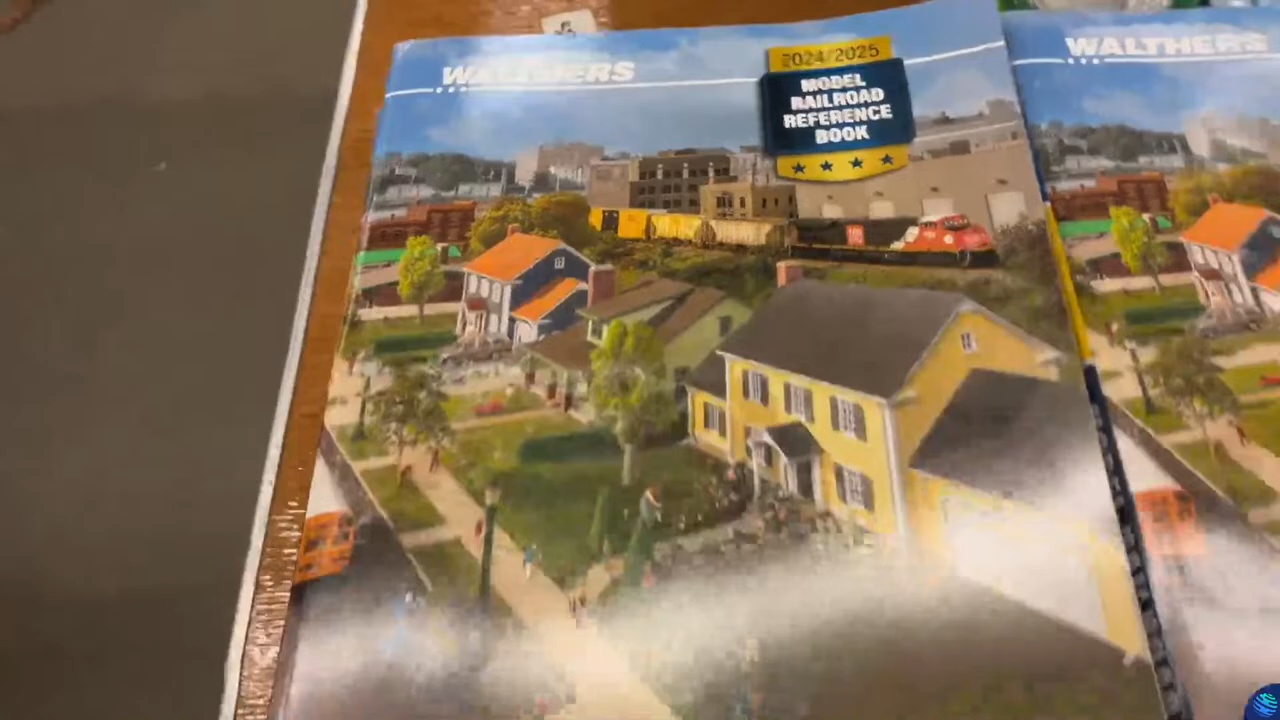 WALTHERS
2024/2025
MODEL
RAILROAD
REFERENCE
BOOK
WALTHERS